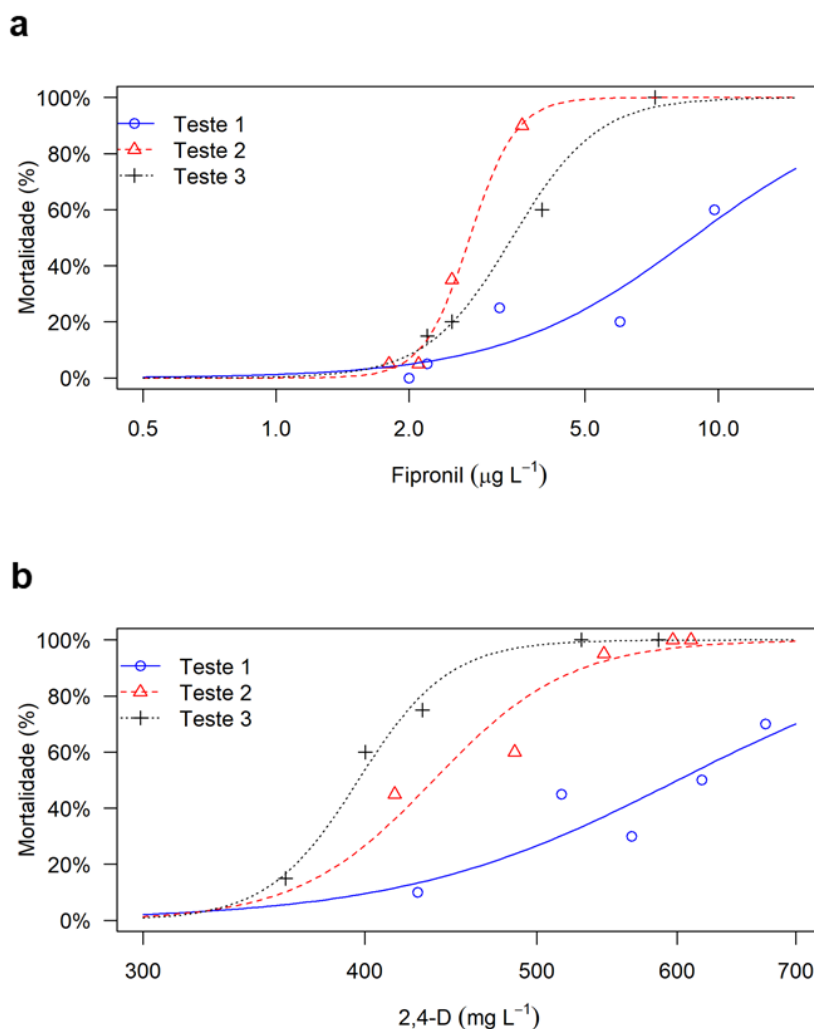 a
100%
80%
60%
40%
20%
0%
Mortalidade (%)
Teste 1
Teste 2
Teste 3
0.5 1.0 2.0 5.0 10.0
Fipronil (μg L⁻¹)
b
100%
80%
60%
40%
20%
0%
Mortalidade (%)
Teste 1
Teste 2
Teste 3
300 400 500 600 700
2,4-D (mg L⁻¹)